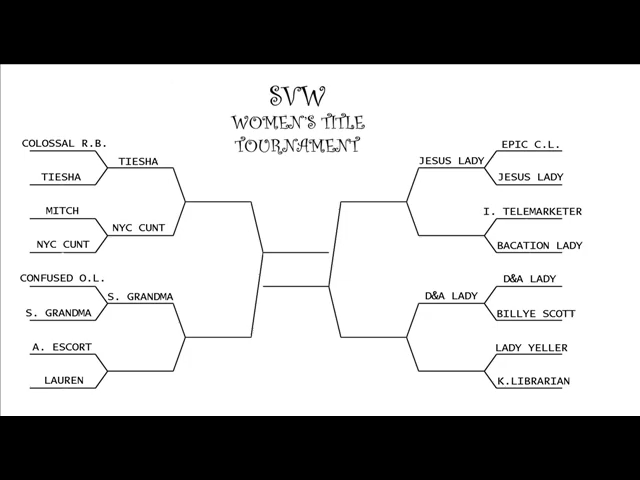 SVW
WOMEN'S TITLE
TOURNAMENT
COLOSSAL R.B.
TIESHA
TIESHA
MITCH
NYC CUNT
NYC CUNT
CONFUSED O.L.
S. GRANDMA
S. GRANDMA
A. ESCORT
LAUREN
EPIC C.L.
JESUS LADY
JESUS LADY
I. TELEMARKETER
BACATION LADY
D&A LADY
D&A LADY
BILLYE SCOTT
LADY YELLER
K.LIBRARIAN